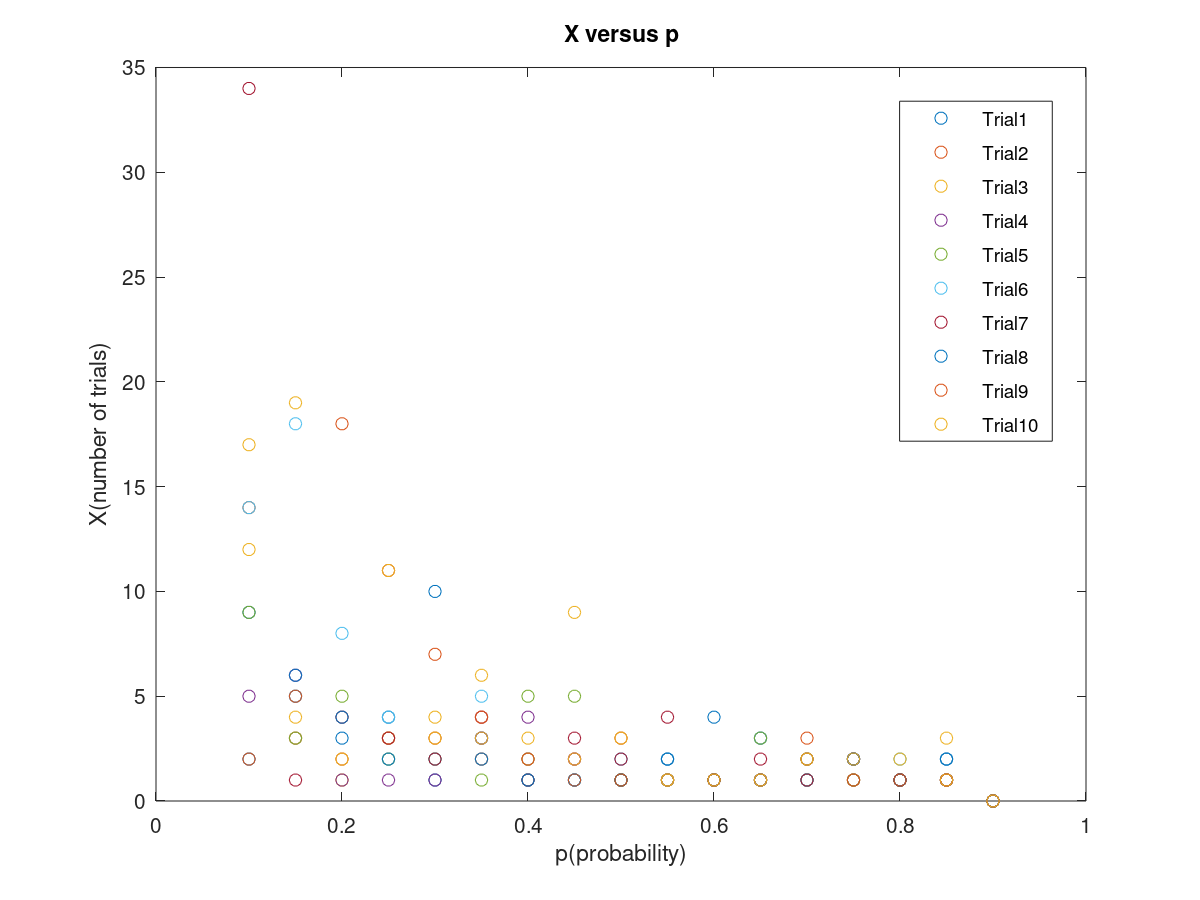 X versus p
35
30
25
20
15
10
5
0
X(number of trials)
0
0.2
0.4
0.6
0.8
1
p(probability)
Trial1
Trial2
Trial3
Trial4
Trial5
Trial6
Trial7
Trial8
Trial9
Trial10